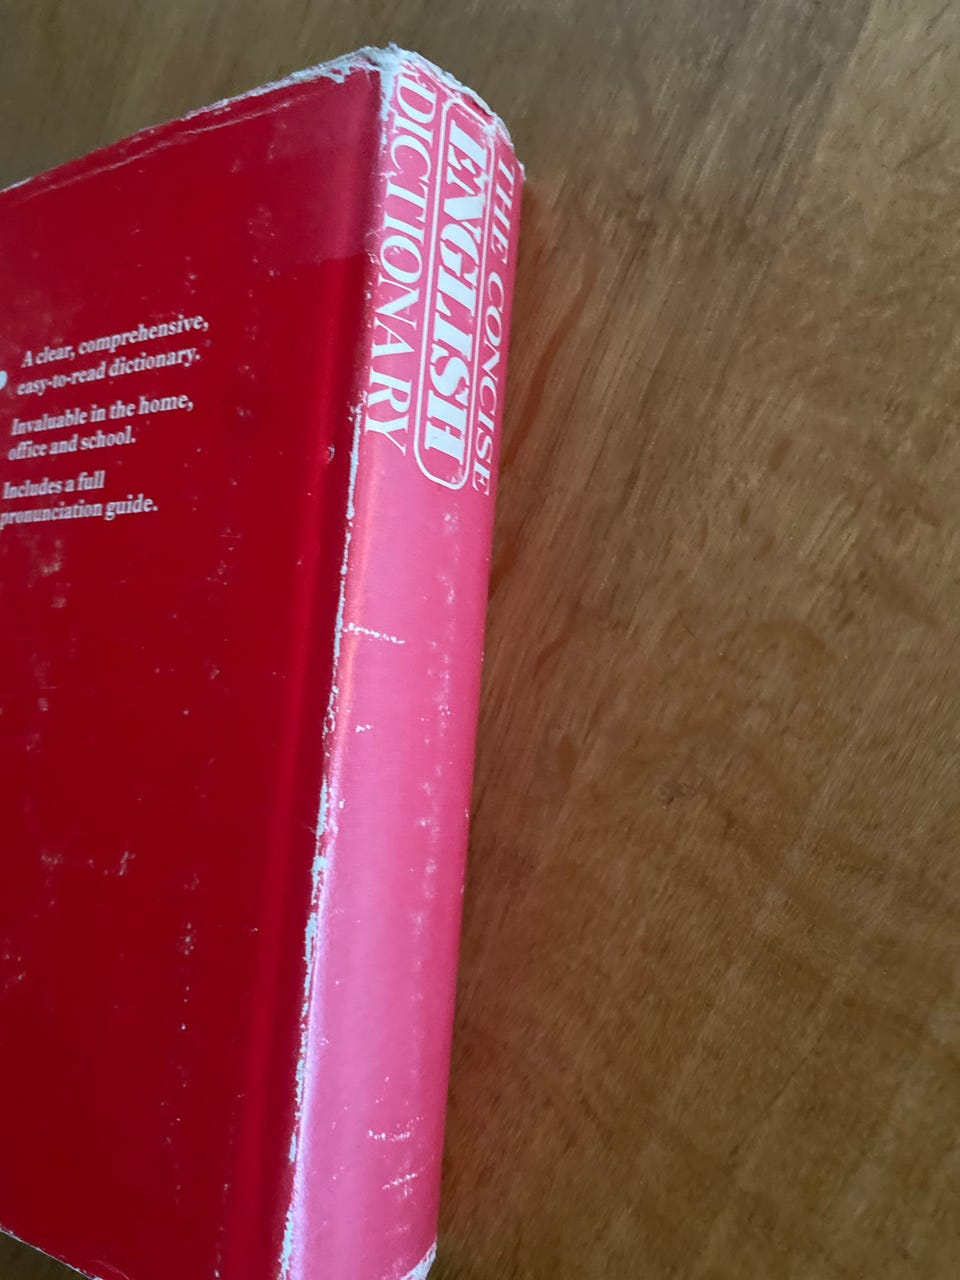 THE CONCISE
ENGLISH
DICTIONARY
A clear, comprehensive,
easy-to-read dictionary.
Invaluable in the home,
office and school.
Includes a full
pronunciation guide.